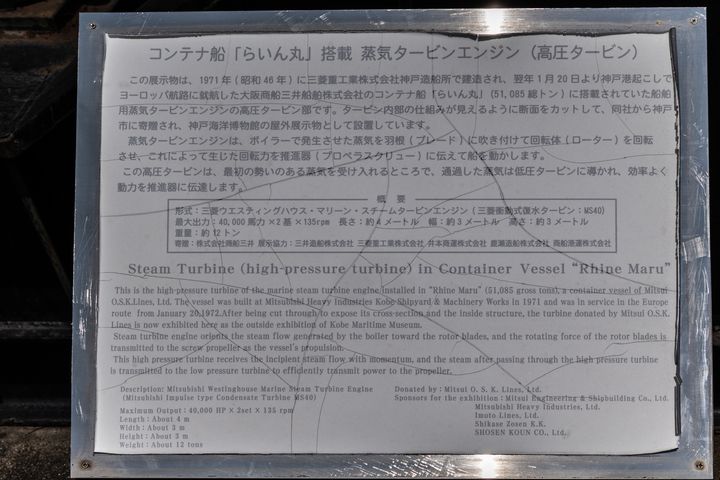 コンテナ船「らいん丸」搭載 蒸気タービンエンジン（高圧タービン）
この展示物は、1971年（昭和46年）に三菱重工業株式会社神戸造船所で建造され、翌年1月20日より神戸港起こしで
ヨーロッパ航路に就航した大阪商船三井船舶株式会社のコンテナ船「らいん丸」(51,085総トン)に搭載されていた船舶
用蒸気タービンエンジンの高圧タービン部です。タービン内部の仕組みが見えるように断面をカットして、同社から神戸
市に寄贈され、神戸海洋博物館の屋外展示物として設置しています。
蒸気タービンエンジンは、ボイラーで発生させた蒸気を羽根（ブレード）に吹き付けて回転体（ローター）を回転
させ、これによって生じた回転力を推進器（プロペラスクリュー）に伝えて船を動かします。
この高圧タービンは、最初の勢いのある蒸気を受け入れるところで、通過した蒸気は低圧タービンに導かれ、効率よく
動力を推進器に伝達します。
概 要
形式：三菱ウエスティングハウス・マリーン・スチームタービンエンジン（三菱衝動式復水タービン：MS40）
最大出力：40,000馬力×2基×135rpm 長さ：約4メートル 幅：約3メートル 高さ：約3メートル
重量：約12トン
寄贈：株式会社商船三井 展示協力：三井造船株式会社 三菱重工業株式会社 井本商運株式会社 鹿瀬造船株式会社 商船港運株式会社
Steam Turbine (high-pressure turbine) in Container Vessel “Rhine Maru”
This is the high-pressure turbine of the marine steam turbine engine installed in “Rhine Maru” (51,085 gross tons), a container vessel of Mitsui
O.S.K.Lines, Ltd. The vessel was built at Mitsubishi Heavy Industries Kobe Shipyard & Machinery Works in 1971 and was in service in the Europe
route from January 20,1972.After being cut through to expose its cross-section and the inside structure, the turbine donated by Mitsui O.S.K.
Lines is now exhibited here as the outside exhibition of Kobe Maritime Museum.
Steam turbine engine orients the steam flow generated by the boiler toward the rotor blades, and the rotating force of the rotor blades is
transmitted to the screw propeller as the vessel's propulsion.
This high pressure turbine receives the incipient steam flow with momentum, and the steam after passing through the high pressure turbine
is transmitted to the low pressure turbine to efficiently transmit power to the propeller.
Description: Mitsubishi Westinghouse Marine Steam Turbine Engine
(Mitsubishi Impulse type Condensate Turbine MS40)
Maximum Output : 40,000 HP × 2set × 135 rpm
Length : About 4 m
Width : About 3 m
Height : About 3 m
Weight : About 12 tons
Donated by : Mitsui O. S. K. Lines, Ltd.
Sponsors for the exhibition : Mitsui Engineering & Shipbuilding Co., Ltd.
Mitsubishi Heavy Industries, Ltd.
Imoto Lines, Ltd.
Shikase Zosen K.K.
SHOSEN KOUN CO., Ltd.